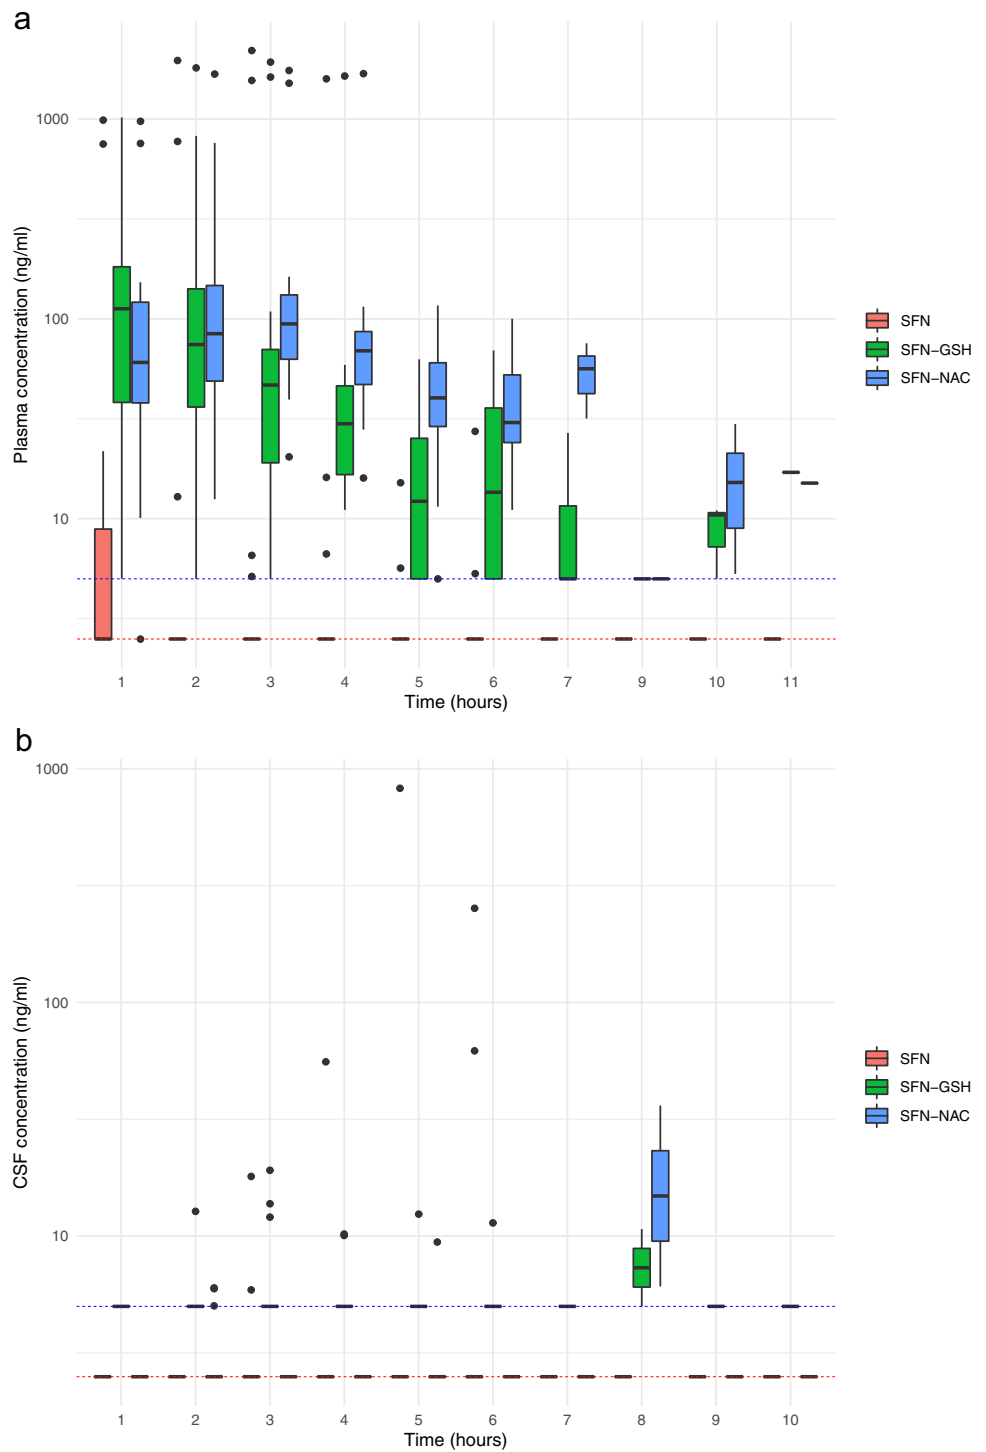 a
Plasma concentration (ng/ml)
1000
100
10
1 2 3 4 5 6 7 9 10 11
Time (hours)
SFN
SFN-GSH
SFN-NAC
b
CSF concentration (ng/ml)
1000
100
10
1 2 3 4 5 6 7 8 9 10
Time (hours)
SFN
SFN-GSH
SFN-NAC